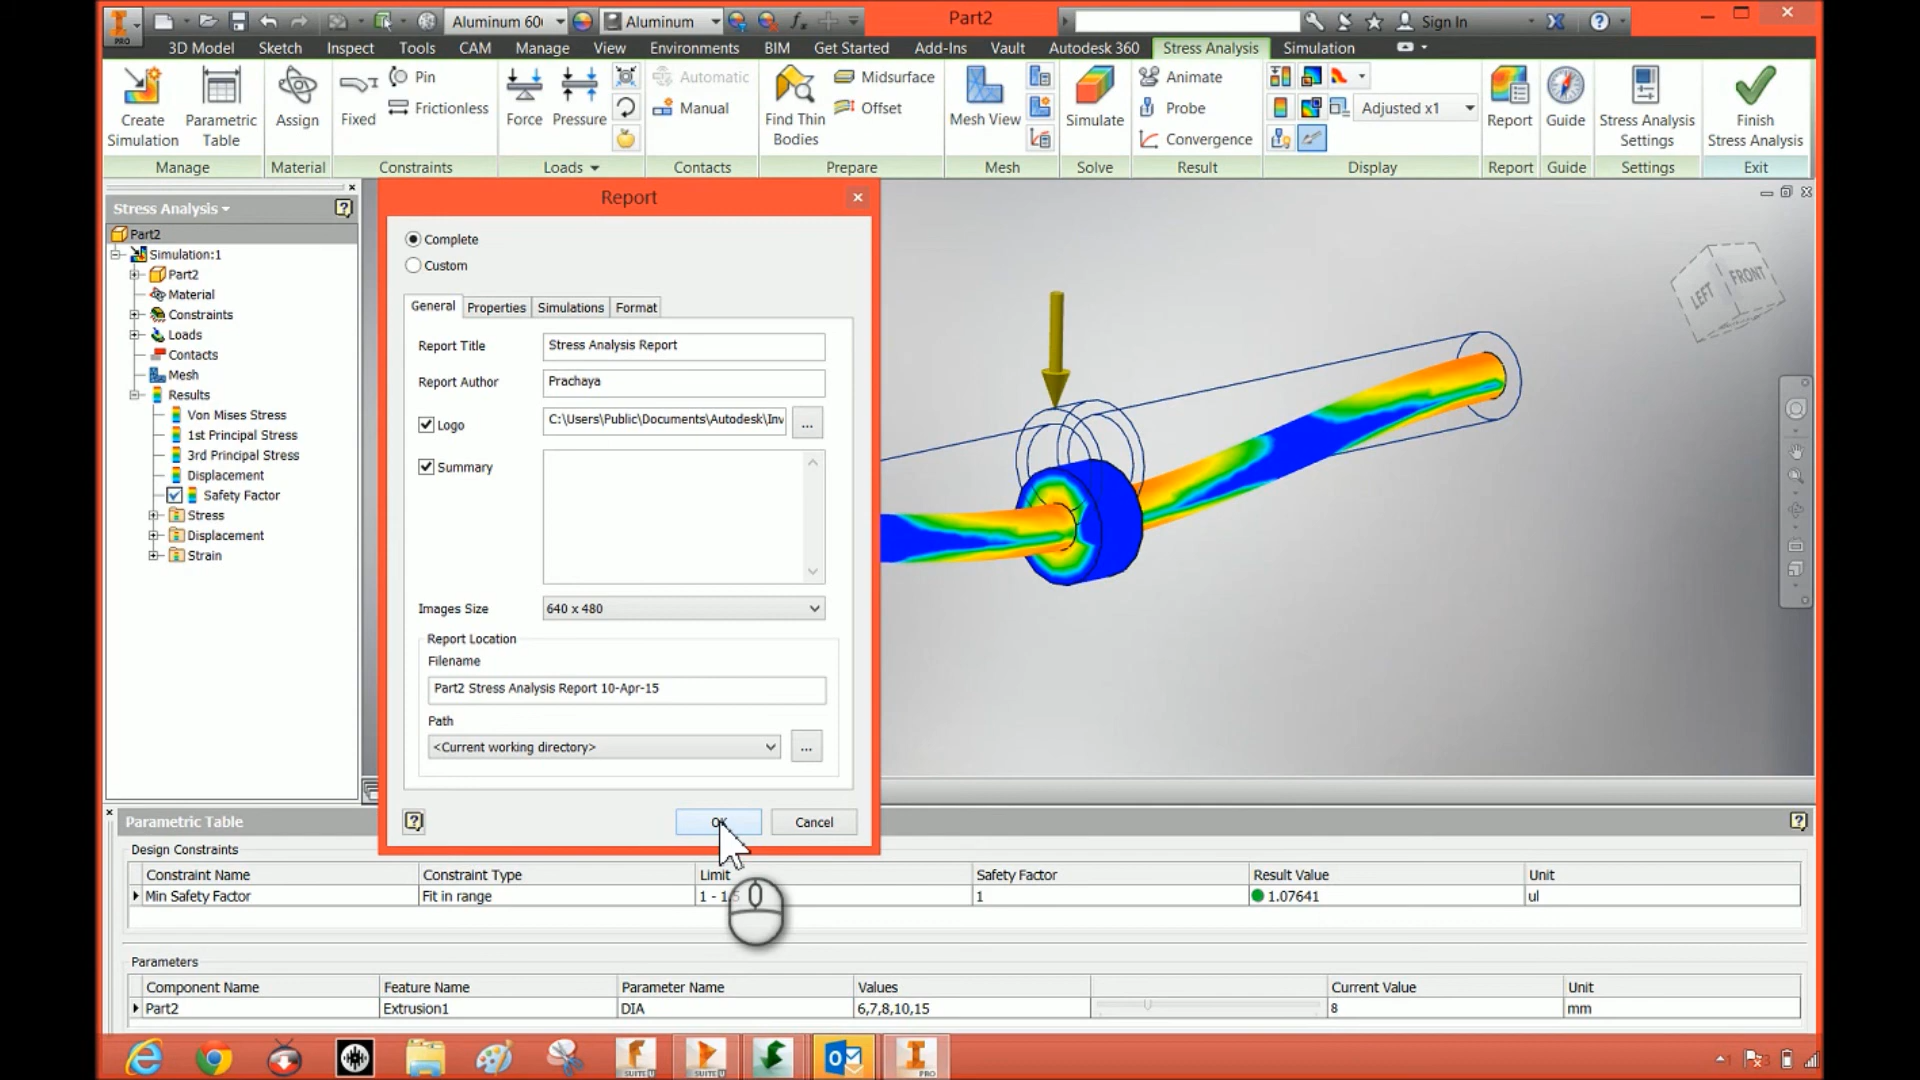 PRO
Aluminum 60
Aluminum
Part2
Sign In
3D Model Sketch Inspect Tools CAM Manage View Environments BIM Get Started Add-Ins Vault Autodesk 360 Stress Analysis Simulation
Create Simulation
Parametric Table
Assign
Fixed
Pin
Frictionless
Force
Pressure
Automatic
Manual
Find Thin Bodies
Midsurface
Offset
Mesh View
Simulate
Animate
Probe
Convergence
Adjusted x1
Report
Guide
Stress Analysis Settings
Finish Stress Analysis
Manage Material Constraints Loads Contacts Prepare Mesh Solve Result Display Report Guide Settings Exit
Stress Analysis
Part2
Simulation:1
Part2
Material
Constraints
Loads
Contacts
Mesh
Results
Von Mises Stress
1st Principal Stress
3rd Principal Stress
Displacement
Safety Factor
Stress
Displacement
Strain
Report
Complete
Custom
General Properties Simulations Format
Report Title Stress Analysis Report
Report Author Prachaya
Logo C:\Users\Public\Documents\Autodesk\Inv ...
Summary
Images Size 640 x 480
Report Location
Filename
Part2 Stress Analysis Report 10-Apr-15
Path
<Current working directory> ...
OK Cancel
LEFT FRONT
Parametric Table
Design Constraints
Constraint Name Constraint Type Limit Safety Factor Result Value Unit
Min Safety Factor Fit in range 1 - 1 1 1.07641 ul
Parameters
Component Name Feature Name Parameter Name Values Current Value Unit
Part2 Extrusion1 DIA 6,7,8,10,15 8 mm
SUITE U SUITE U PRO